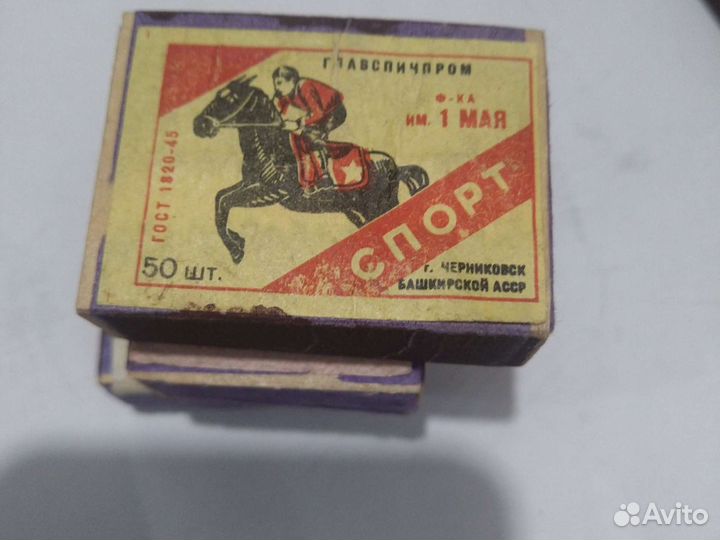 ГЛАВСПИЧПРОМ
Ф-КА
ИМ. 1 МАЯ
ГОСТ 1820-45
СПОРТ
50 ШТ.
г. ЧЕРНИКОВСК
БАШКИРСКОЙ АССР
Avito